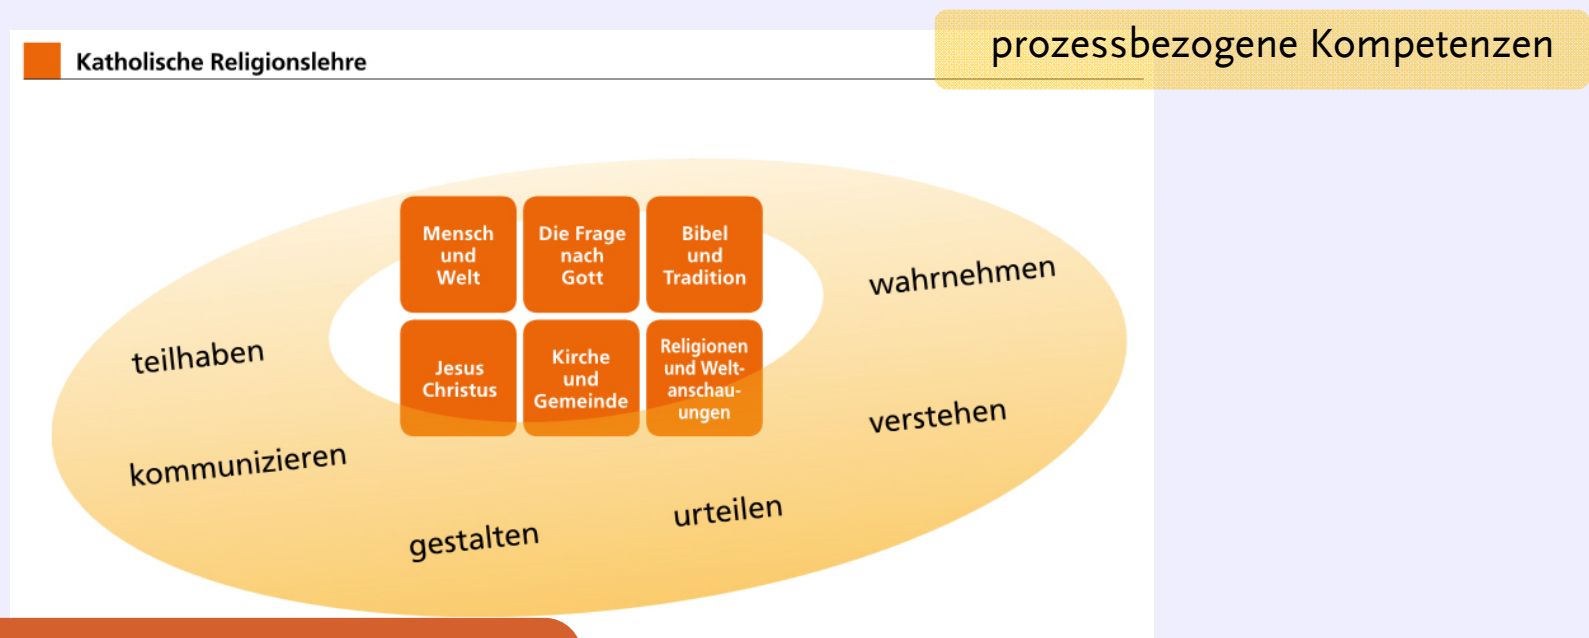 prozessbezogene Kompetenzen
Katholische Religionslehre
Mensch
und
Welt
Die Frage
nach
Gott
Bibel
und
Tradition
Jesus
Christus
Kirche
und
Gemeinde
Religionen
und Welt-
anschau-
ungen
wahrnehmen
verstehen
urteilen
gestalten
kommunizieren
teilhaben